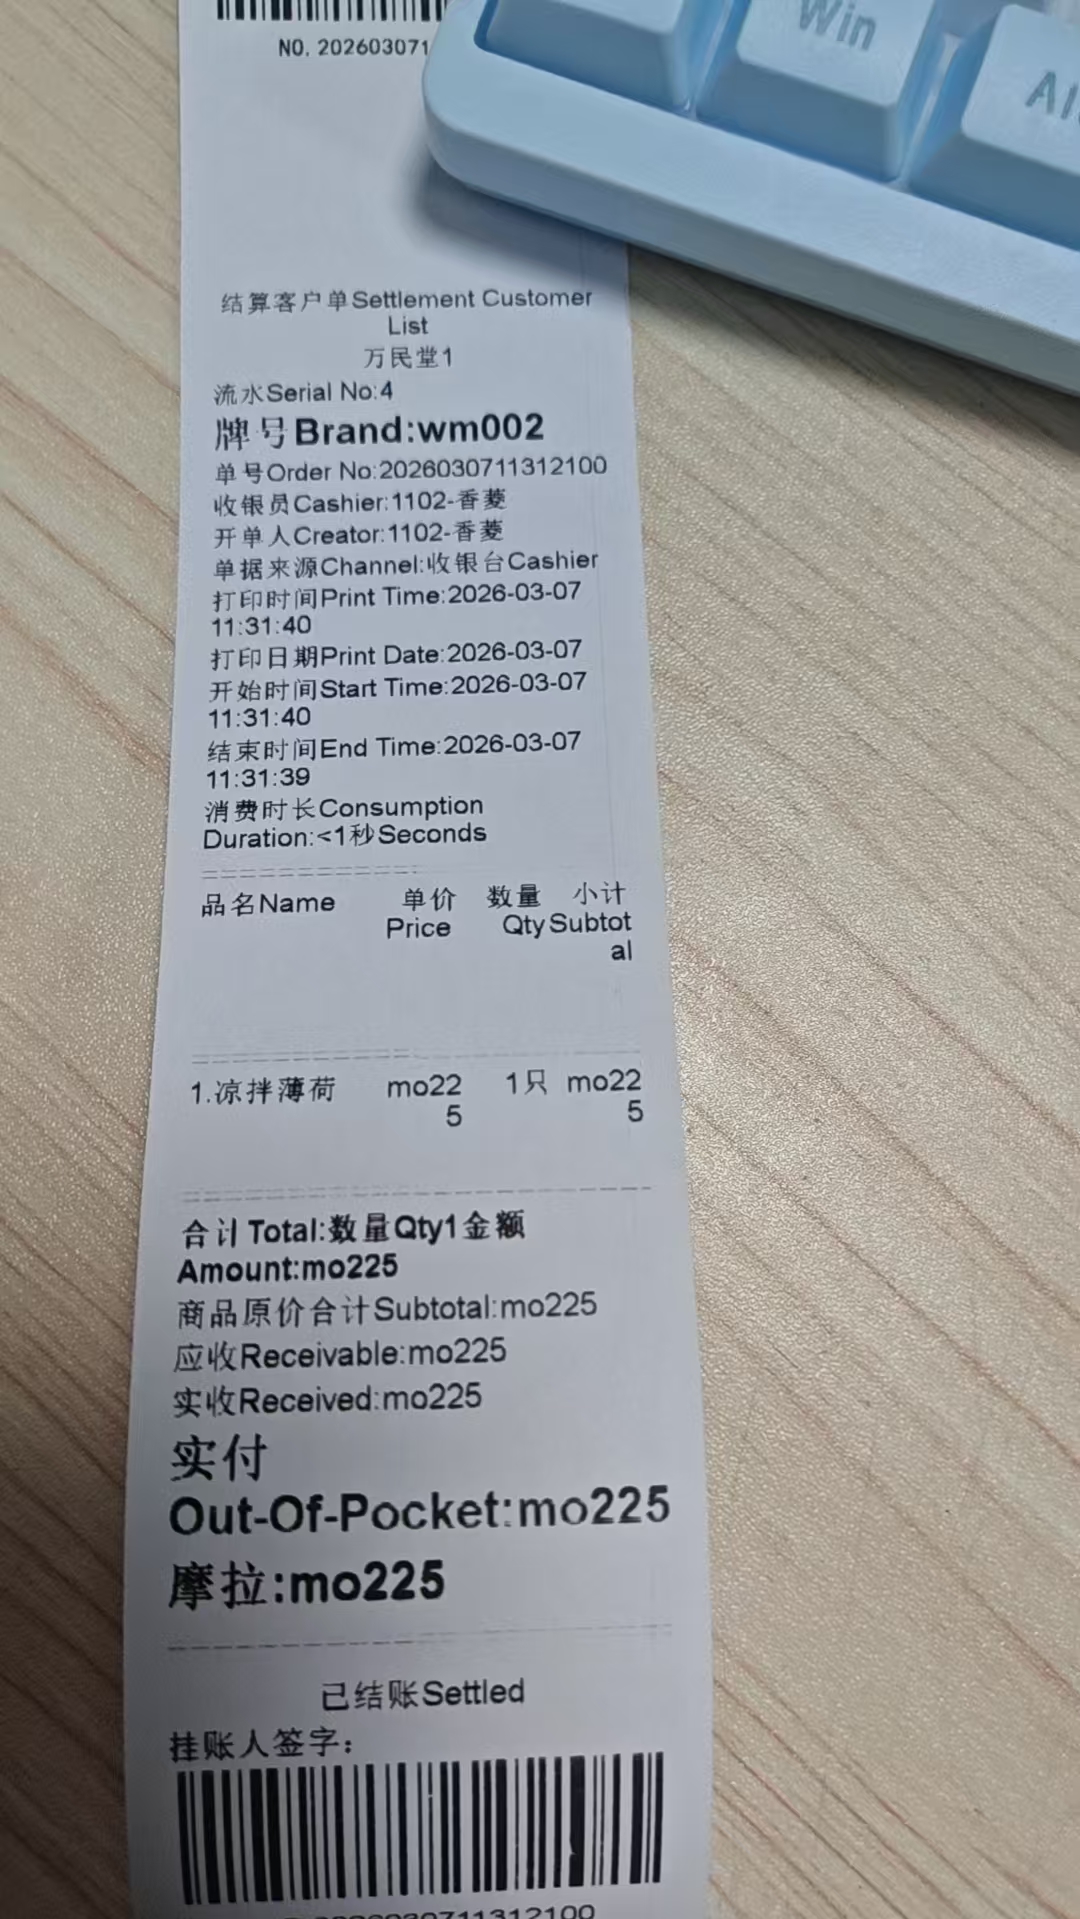 NO. 202603071
Win
结算客户单Settlement Customer
List
万民堂1
流水Serial No:4
牌号Brand:wm002
单号Order No:2026030711312100
收银员Cashier:1102-香菱
开单人Creator:1102-香菱
单据来源Channel:收银台Cashier
打印时间Print Time:2026-03-07
11:31:40
打印日期Print Date:2026-03-07
开始时间Start Time:2026-03-07
11:31:40
结束时间End Time:2026-03-07
11:31:39
消费时长Consumption
Duration:<1秒Seconds
品名Name 单价 数量 小计
Price Qty Subtot
al
1.凉拌薄荷 mo22 1只 mo22
5 5
合计 Total:数量Qty1金额
Amount:mo225
商品原价合计Subtotal:mo225
应收Receivable:mo225
实收Received:mo225
实付
Out-Of-Pocket:mo225
摩拉:mo225
已结账Settled
挂账人签字：